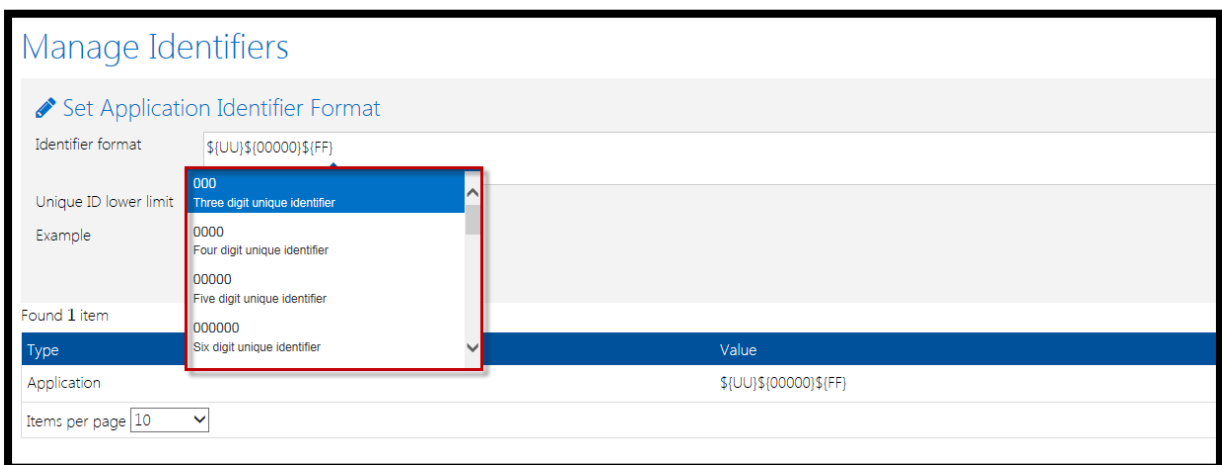 Manage Identifiers
Set Application Identifier Format
Identifier format
${UU}${00000}${FF}
000
Three digit unique identifier
Unique ID lower limit
0000
Four digit unique identifier
Example
00000
Five digit unique identifier
000000
Six digit unique identifier
Found 1 item
Type Value
Application ${UU}${00000}${FF}
Items per page 10